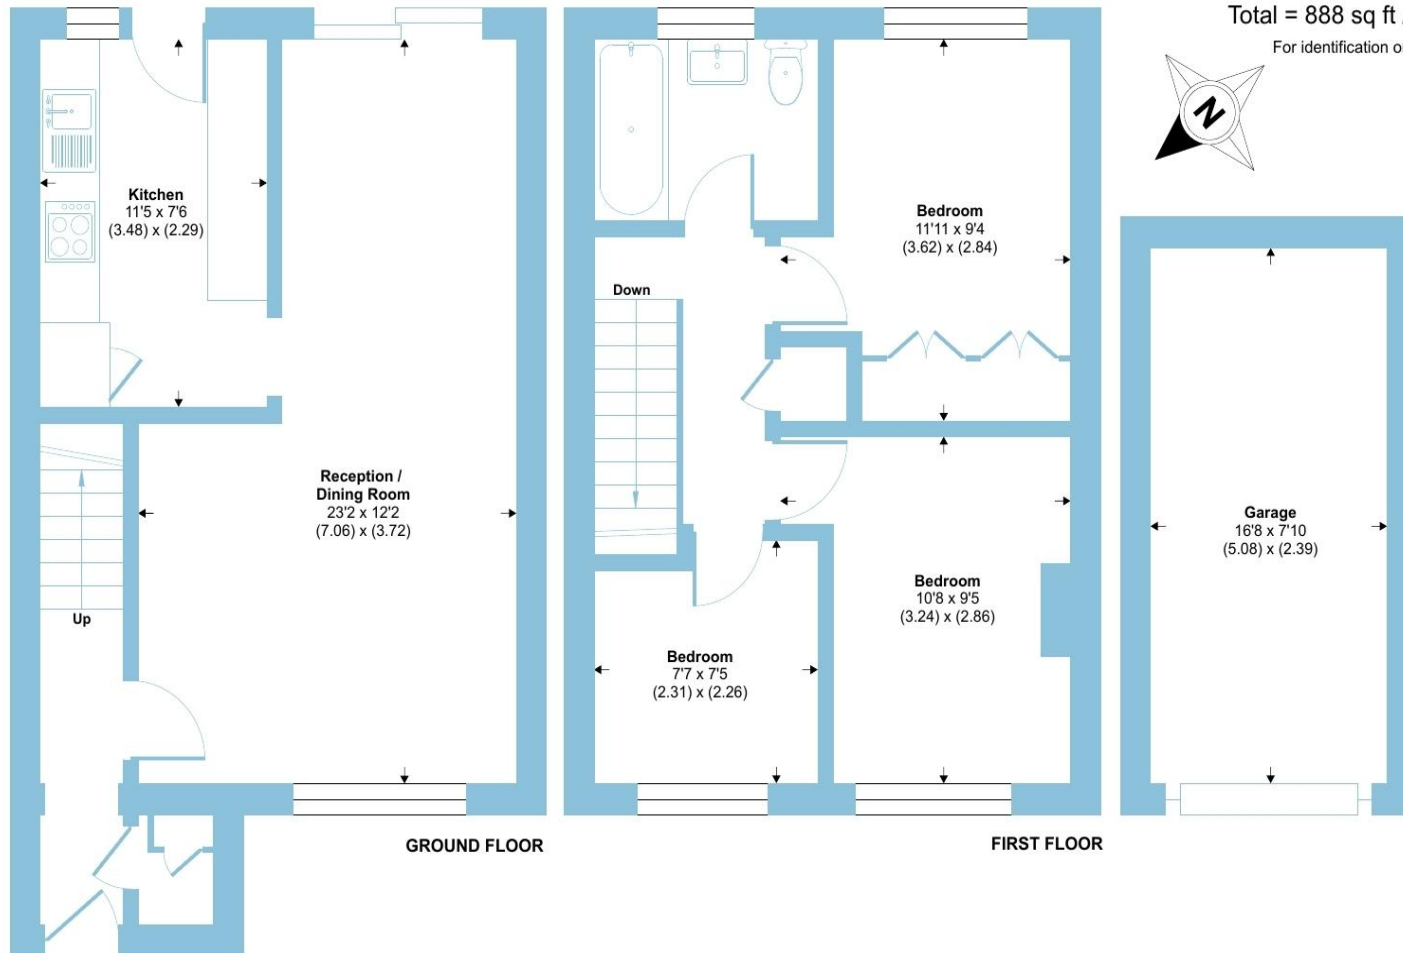 Total = 888 sq ft
For identification
N
Kitchen
11'5 x 7'6
(3.48) x (2.29)
Reception /
Dining Room
23'2 x 12'2
(7.06) x (3.72)
Up
GROUND FLOOR
Bedroom
11'11 x 9'4
(3.62) x (2.84)
Down
Bedroom
10'8 x 9'5
(3.24) x (2.86)
Bedroom
7'7 x 7'5
(2.31) x (2.26)
FIRST FLOOR
Garage
16'8 x 7'10
(5.08) x (2.39)